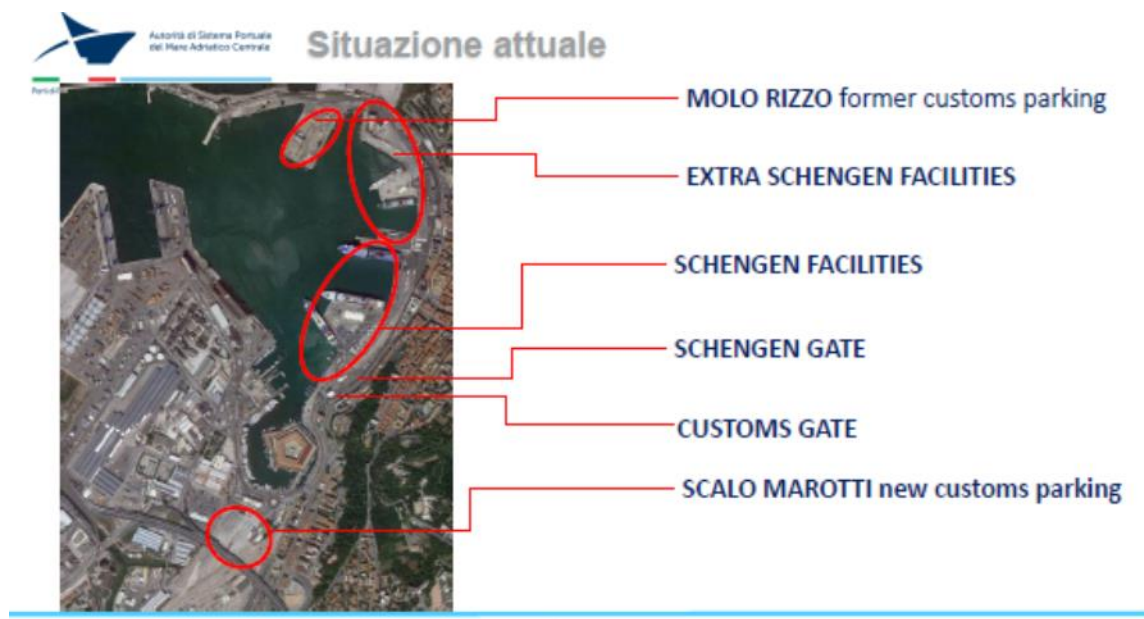 Autorità di Sistema Portuale
del Mare Adriatico Centrale
Situazione attuale
MOLO RIZZO former customs parking
EXTRA SCHENGEN FACILITIES
SCHENGEN FACILITIES
SCHENGEN GATE
CUSTOMS GATE
SCALO MAROTTI new customs parking